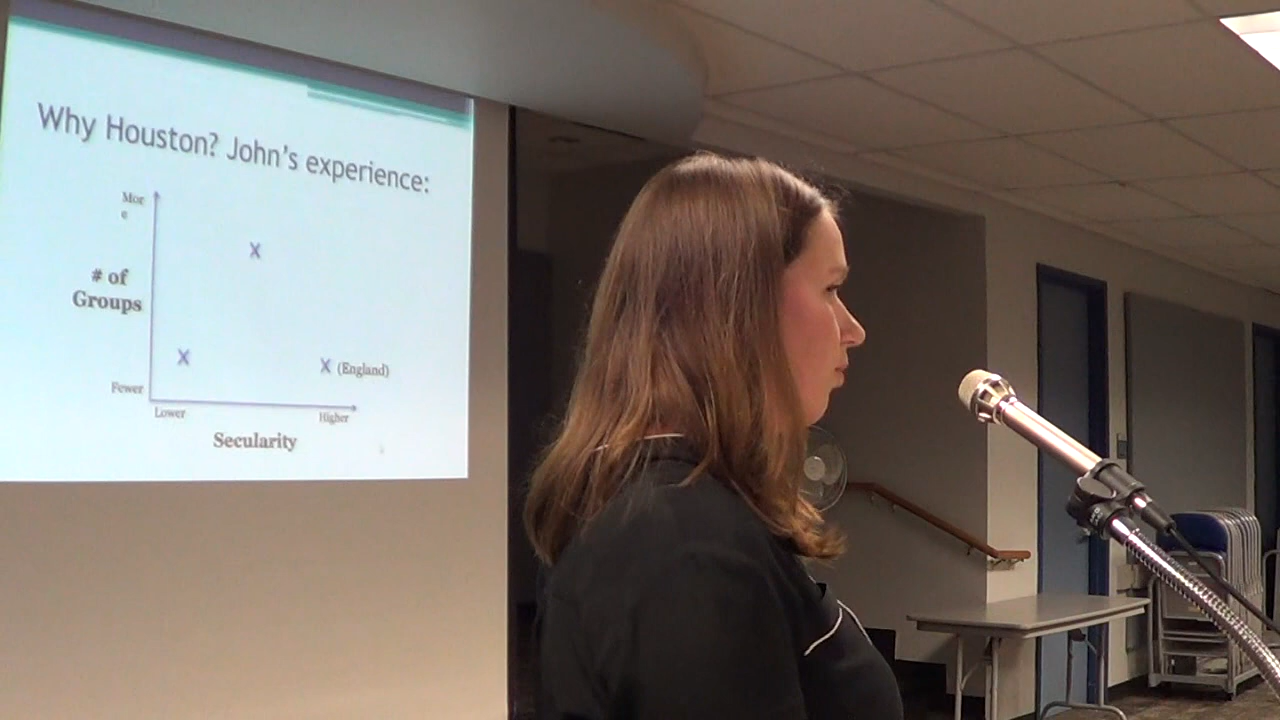 Why Houston? John's experience:
Mor
e
# of
Groups
X
X
X (England)
Fewer
Lower
Higher
Secularity